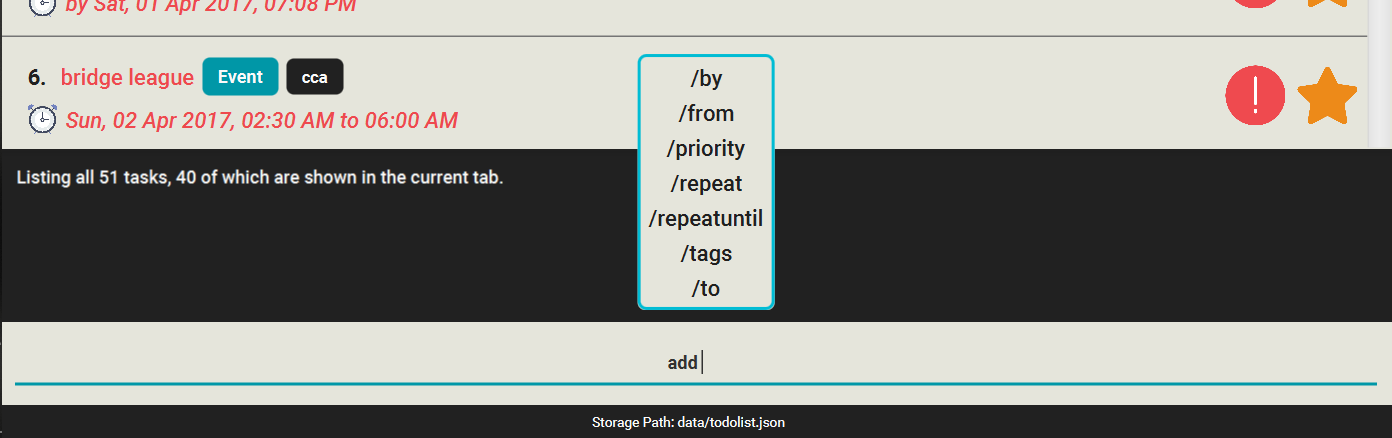 by Sat, 01 Apr 2017, 07:08 PM
6. bridge league Event cca
Sun, 02 Apr 2017, 02:30 AM to 06:00 AM
/by
/from
/priority
/repeat
/repeatuntil
/tags
/to
Listing all 51 tasks, 40 of which are shown in the current tab.
add
Storage Path: data/todolist.json